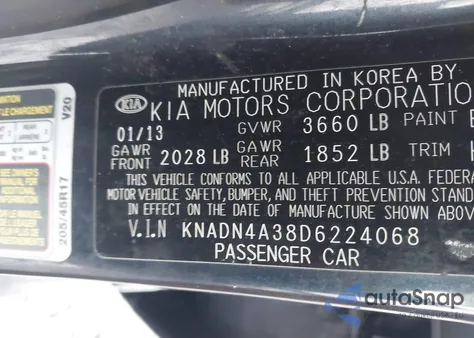 MANUFACTURED IN KOREA BY
KIA KIA MOTORS CORPORATION
01/13 GVWR 3660 LB PAINT
GAWR FRONT 2028 LB GAWR REAR 1852 LB TRIM
THIS VEHICLE CONFORMS TO ALL APPLICABLE U.S.A. FEDERA
MOTOR VEHICLE SAFETY, BUMPER, AND THEFT PREVENTION STAND
IN EFFECT ON THE DATE OF MANUFACTURE SHOWN ABOV
V.I.N KNADN4A38D6224068
PASSENGER CAR
V20
205/45R17
autoSnap